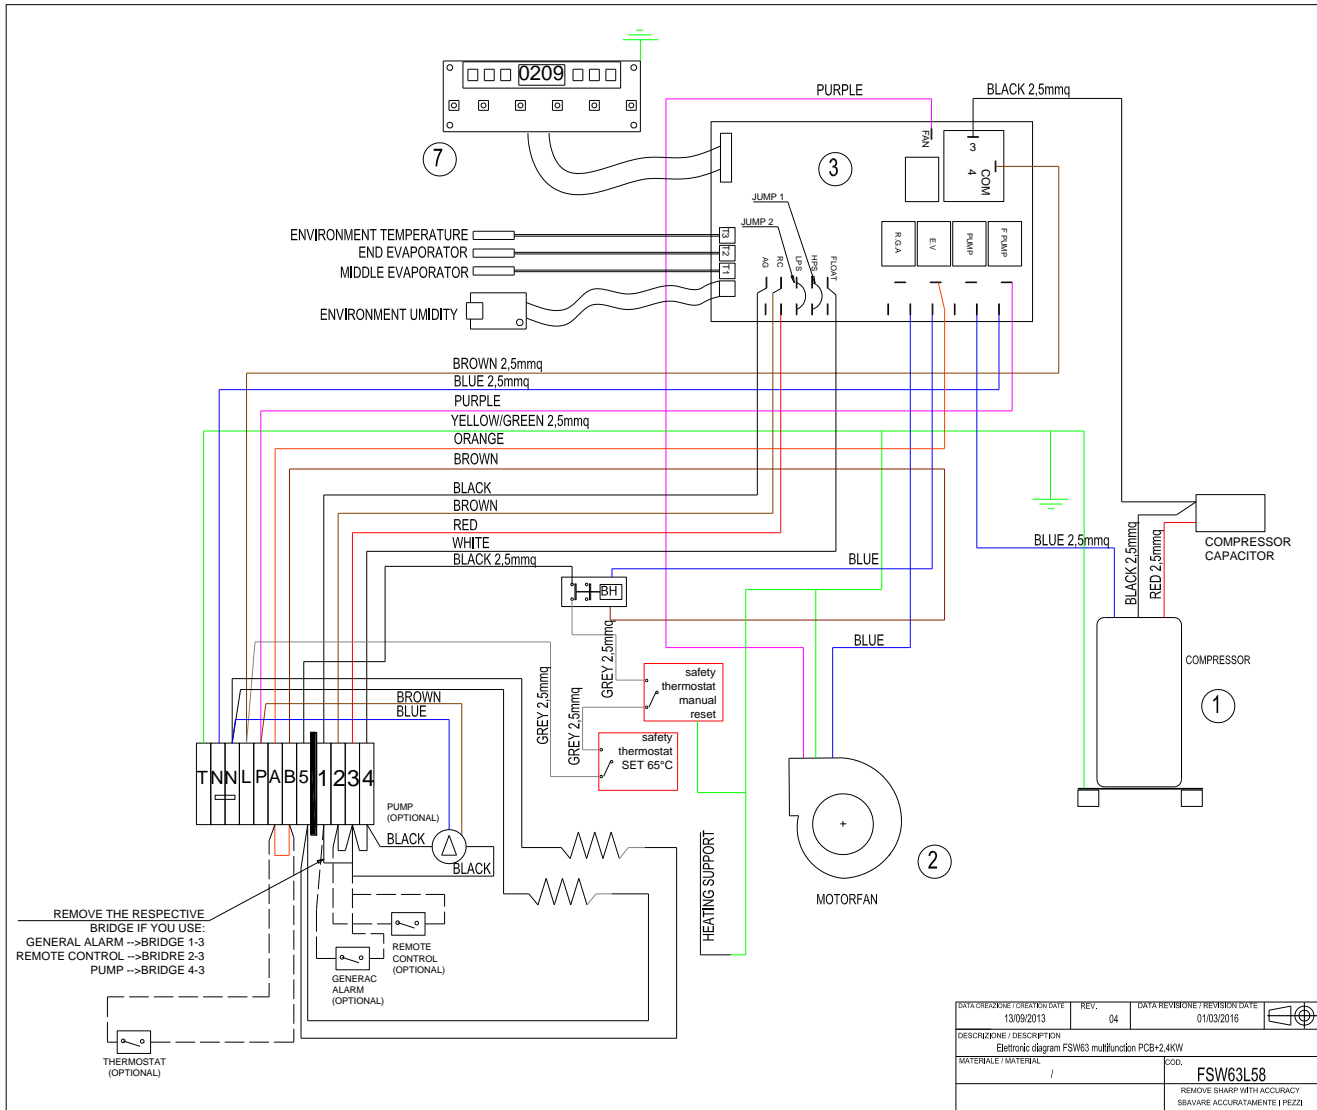 0209
7
PURPLE
BLACK 2,5mmq
FAN
3
4
COM
3
JUMP 1
JUMP 2
R.G.A
E.V
PUMP
F PUMP
ENVIRONMENT TEMPERATURE
T3
END EVAPORATOR
T2
MIDDLE EVAPORATOR
T1
AG
RC
LPS
HPS
FLOAT
ENVIRONMENT UMIDITY
BROWN 2,5mmq
BLUE 2,5mmq
PURPLE
YELLOW/GREEN 2,5mmq
ORANGE
BROWN
BLACK
BROWN
RED
WHITE
BLACK 2,5mmq
BLUE
BLUE 2,5mmq
BLACK 2,5mmq
RED 2,5mmq
COMPRESSOR
CAPACITOR
BH
GREY 2,5mmq
BLUE
COMPRESSOR
1
safety
thermostat
manual
reset
GREY 2,5mmq
GREY 2,5mmq
safety
thermostat
SET 65°C
BROWN
BLUE
T N N L P A B 5 1 2 3 4
PUMP
(OPTIONAL)
BLACK
BLACK
HEATING SUPPORT
2
MOTORFAN
REMOVE THE RESPECTIVE
BRIDGE IF YOU USE:
GENERAL ALARM -->BRIDGE 1-3
REMOTE CONTROL -->BRIDRE 2-3
PUMP -->BRIDGE 4-3
REMOTE
CONTROL
(OPTIONAL)
GENERAC
ALARM
(OPTIONAL)
THERMOSTAT
(OPTIONAL)
DATA CREAZIONE / CREATION DATE
13/09/2013
REV.
04
DATA REVISIONE / REVISION DATE
01/03/2016
DESCRIZIONE / DESCRIPTION
Elettronic diagram FSW63 multifunction PCB+2,4KW
MATERIALE / MATERIAL
/
COD.
FSW63L58
REMOVE SHARP WITH ACCURACY
SBAVARE ACCURATAMENTE I PEZZI